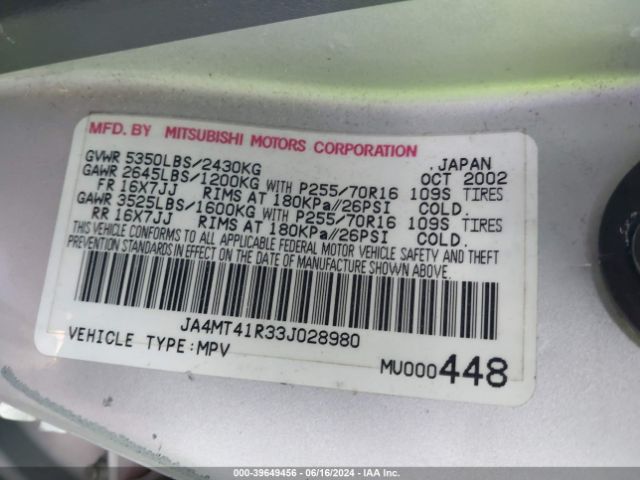 MFD. BY MITSUBISHI MOTORS CORPORATION
GVWR 5350LBS/2430KG JAPAN
GAWR 2645LBS/1200KG WITH P255/70R16 OCT 2002
FR 16X7JJ RIMS AT 180KPa//26PSI 109S TIRES
GAWR 3525LBS/1600KG WITH P255/70R16 COLD.
RR 16X7JJ RIMS AT 180KPa//26PSI 109S TIRES
COLD.
THIS VEHICLE CONFORMS TO ALL APPLICABLE FEDERAL MOTOR VEHICLE SAFETY AND THEFT
PREVENTION STANDARDS IN EFFECT ON THE DATE OF MANUFACTURE SHOWN ABOVE.
JA4MT41R33J028980
VEHICLE TYPE:MPV
MU000448
000-39649456 - 06/16/2024 - IAA Inc.